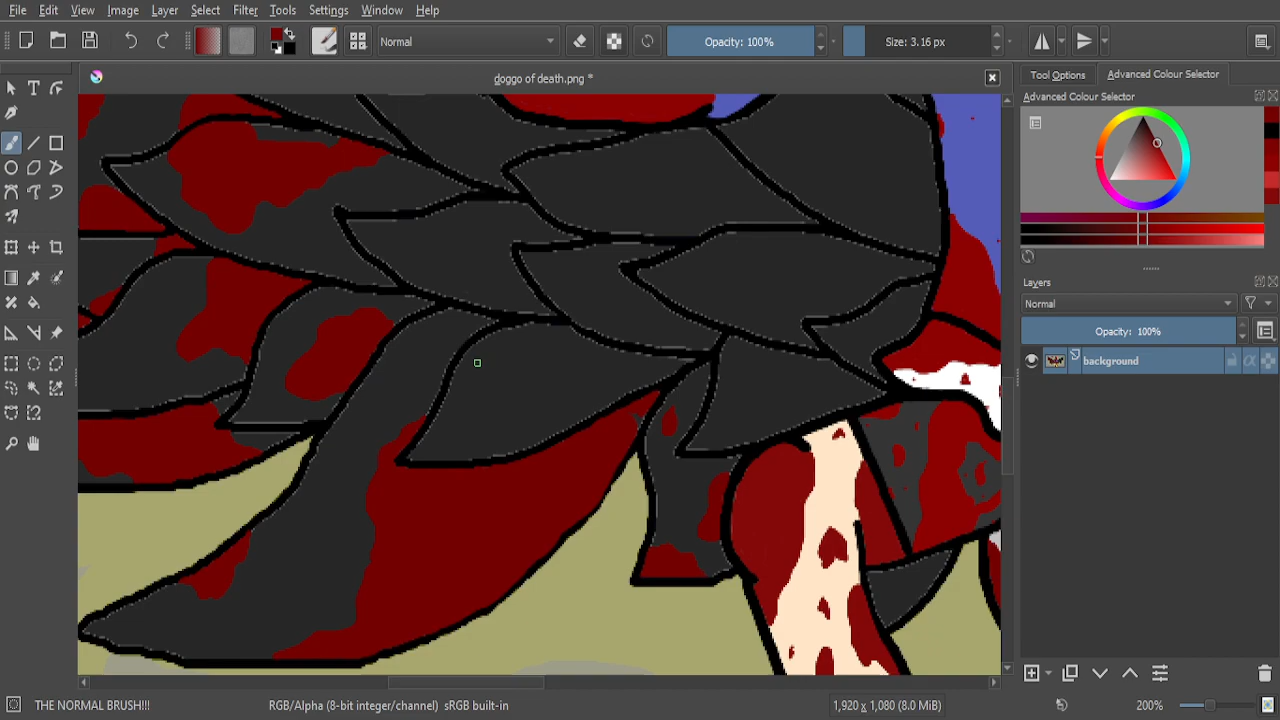 File Edit View Image Layer Select Filter Tools Settings Window Help
Normal
Opacity: 100%
Size: 3.16 px
Tool Options
Advanced Colour Selector
doggo of death.png *
Advanced Colour Selector
Layers
Normal
Opacity: 100%
background
THE NORMAL BRUSH!!!
RGB/Alpha (8-bit integer/channel) sRGB built-in
1,920 x 1,080 (8.0 MiB)
200%